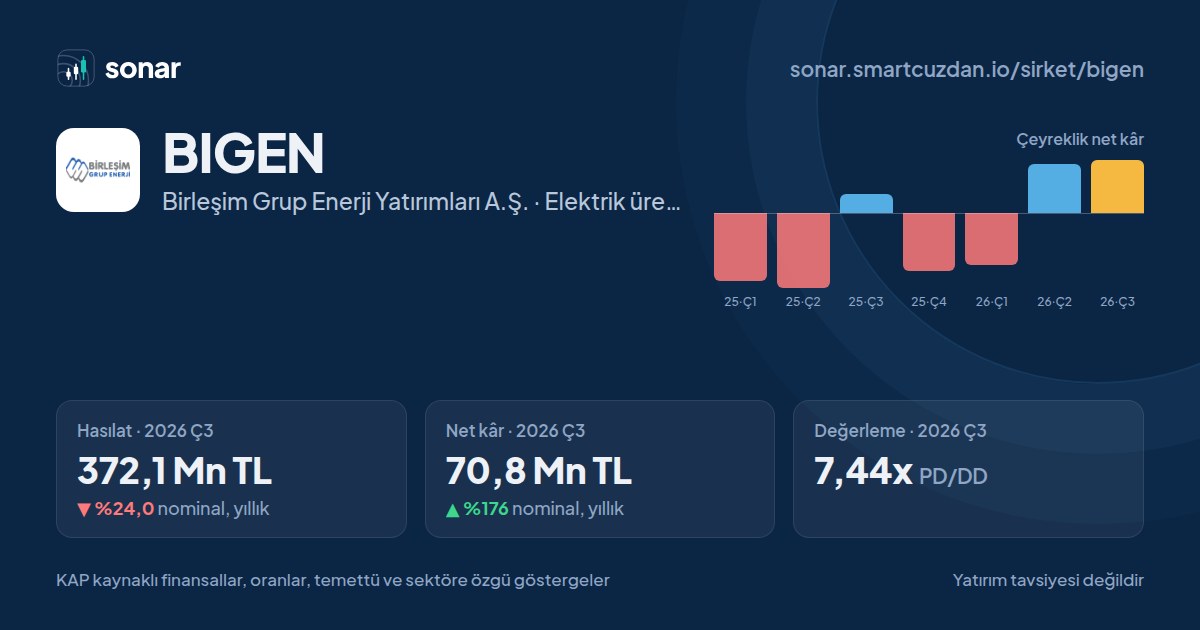 sonar
sonar.smartcuzdan.io/sirket/bigen
BİRLEŞİM
GRUP ENERJİ
BIGEN
Birleşim Grup Enerji Yatırımları A.Ş. · Elektrik üre...
Çeyreklik net kâr
25·Ç1 25·Ç2 25·Ç3 25·Ç4 26·Ç1 26·Ç2 26·Ç3
Hasılat · 2026 Ç3
372,1 Mn TL
▼ %24,0 nominal, yıllık
Net kâr · 2026 Ç3
70,8 Mn TL
▲ %176 nominal, yıllık
Değerleme · 2026 Ç3
7,44x PD/DD
KAP kaynaklı finansallar, oranlar, temettü ve sektöre özgü göstergeler
Yatırım tavsiyesi değildir